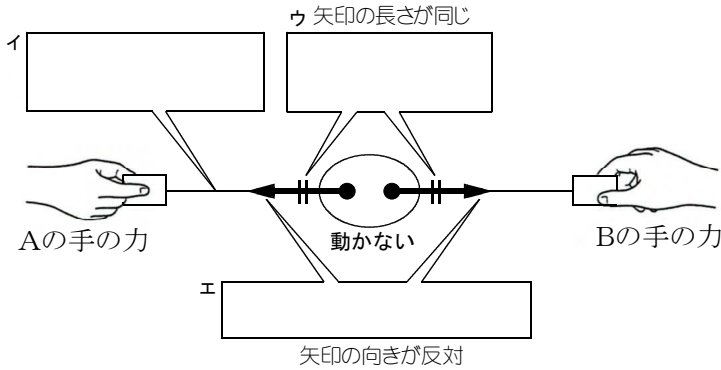 イ
ゥ 矢印の長さが同じ
Aの手の力
動かない
Bの手の力
エ
矢印の向きが反対